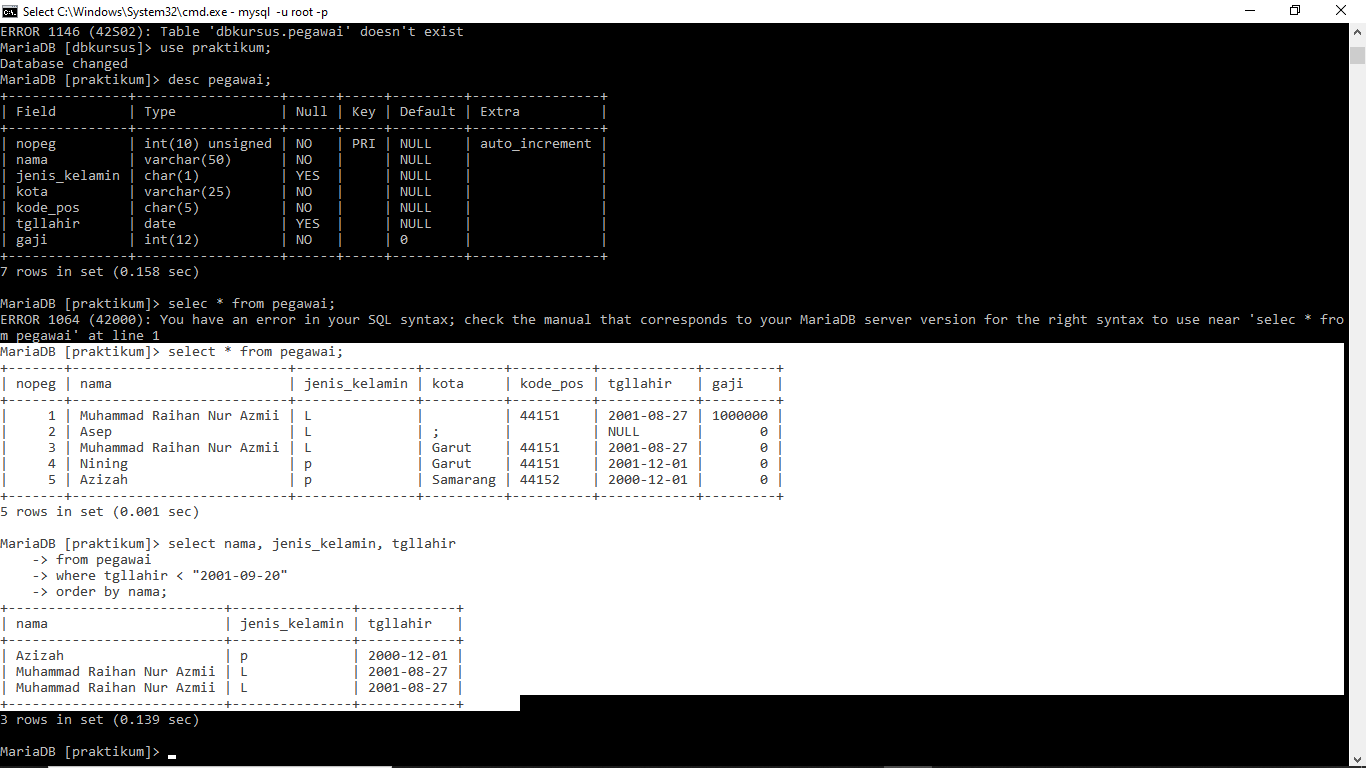 Select C:\Windows\System32\cmd.exe - mysql -u root -p
ERROR 1146 (42S02): Table 'dbkursus.pegawai' doesn't exist
MariaDB [dbkursus]> use praktikum;
Database changed
MariaDB [praktikum]> desc pegawai;
+---------------+------------------+------+-----+---------+----------------+
| Field         | Type             | Null | Key | Default | Extra          |
+---------------+------------------+------+-----+---------+----------------+
| nopeg         | int(10) unsigned | NO   | PRI | NULL    | auto_increment |
| nama          | varchar(50)      | NO   |     | NULL    |                |
| jenis_kelamin | char(1)          | YES  |     | NULL    |                |
| kota          | varchar(25)      | NO   |     | NULL    |                |
| kode_pos      | char(5)          | NO   |     | NULL    |                |
| tgllahir      | date             | YES  |     | NULL    |                |
| gaji          | int(12)          | NO   |     | 0       |                |
+---------------+------------------+------+-----+---------+----------------+
7 rows in set (0.158 sec)
MariaDB [praktikum]> selec * from pegawai;
ERROR 1064 (42000): You have an error in your SQL syntax; check the manual that corresponds to your MariaDB server version for the right syntax to use near 'selec * fro
m pegawai' at line 1
MariaDB [praktikum]> select * from pegawai;
+-------+---------------------------+---------------+----------+----------+------------+---------+
| nopeg | nama                      | jenis_kelamin | kota     | kode_pos | tgllahir   | gaji    |
+-------+---------------------------+---------------+----------+----------+------------+---------+
|     1 | Muhammad Raihan Nur Azmii | L             |          | 44151    | 2001-08-27 | 1000000 |
|     2 | Asep                      | L             | ;        |          | NULL       |       0 |
|     3 | Muhammad Raihan Nur Azmii | L             | Garut    | 44151    | 2001-08-27 |       0 |
|     4 | Nining                    | p             | Garut    | 44151    | 2001-12-01 |       0 |
|     5 | Azizah                    | p             | Samarang | 44152    | 2000-12-01 |       0 |
+-------+---------------------------+---------------+----------+----------+------------+---------+
5 rows in set (0.001 sec)
MariaDB [praktikum]> select nama, jenis_kelamin, tgllahir
    -> from pegawai
    -> where tgllahir < "2001-09-20"
    -> order by nama;
+---------------------------+---------------+------------+
| nama                      | jenis_kelamin | tgllahir   |
+---------------------------+---------------+------------+
| Azizah                    | p             | 2000-12-01 |
| Muhammad Raihan Nur Azmii | L             | 2001-08-27 |
| Muhammad Raihan Nur Azmii | L             | 2001-08-27 |
+---------------------------+---------------+------------+
3 rows in set (0.139 sec)
MariaDB [praktikum]> _